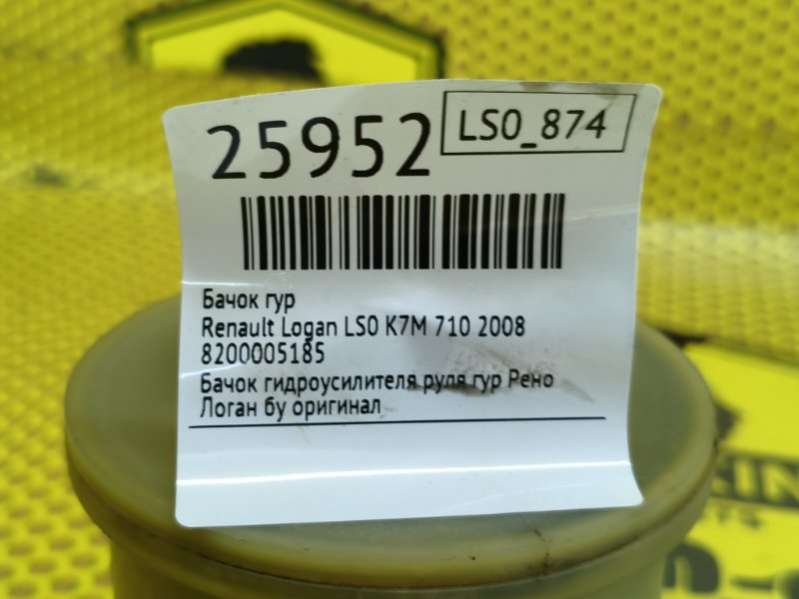 25952
LS0_874
Бачок гур
Renault Logan LS0 K7M 710 2008
8200005185
Бачок гидроусилителя руля гур Рено
Логан бу оригинал